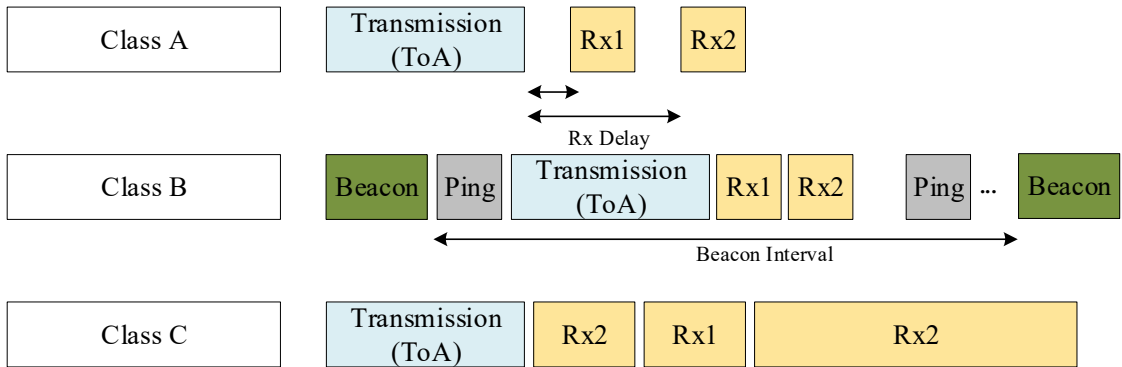 Class A
Transmission
(ToA)
Rx1
Rx2
Rx Delay
Class B
Beacon
Ping
Transmission
(ToA)
Rx1
Rx2
Ping
...
Beacon
Beacon Interval
Class C
Transmission
(ToA)
Rx2
Rx1
Rx2